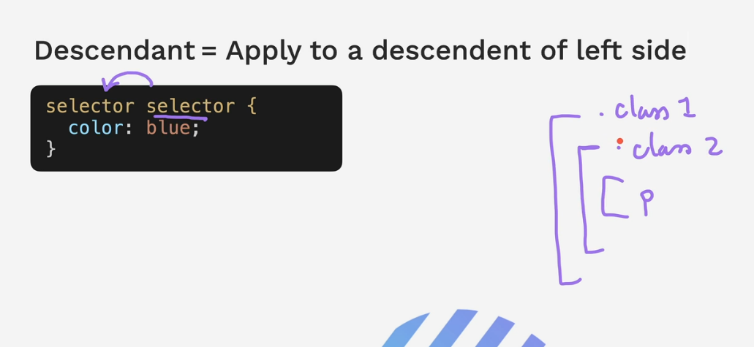 Descendant = Apply to a descendent of left side
selector selector {
  color: blue;
}
. class 1
. class 2
p